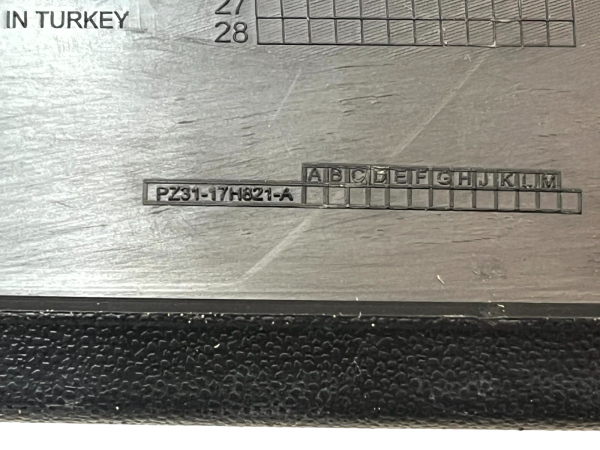 27
IN TURKEY
28
A B C D E F G H J K L M
PZ31-17H821-A